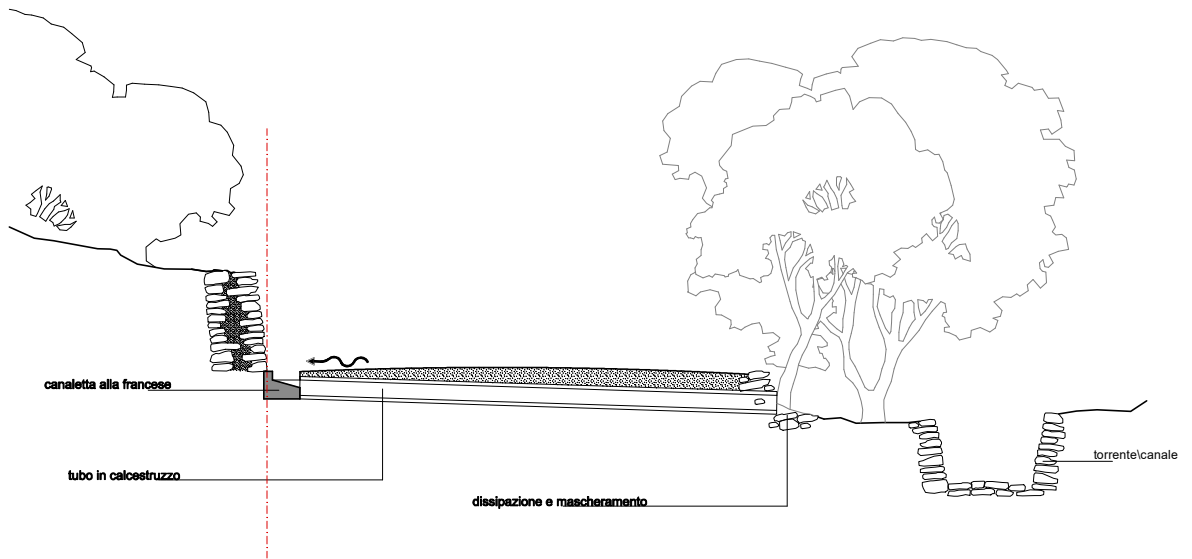 canaletta alla francese
torrente\canale
tubo in calcestruzzo
dissipazione e mascheramento